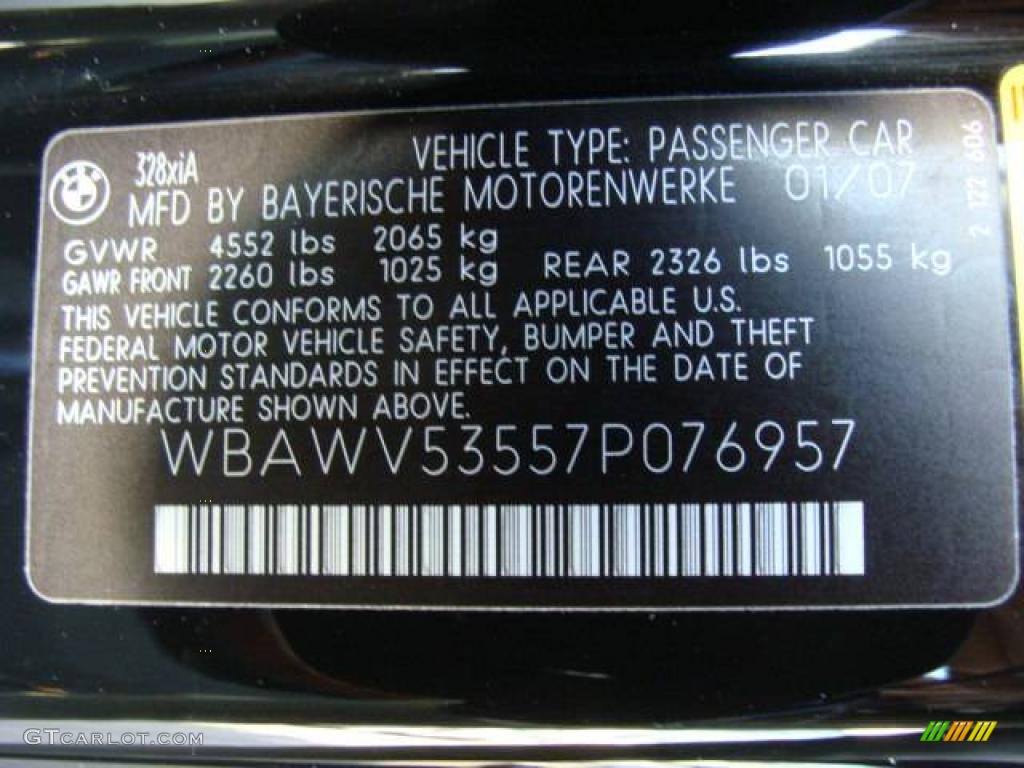 328xiA VEHICLE TYPE: PASSENGER CAR
MFD BY BAYERISCHE MOTORENWERKE 01/07
GVWR 4552 lbs 2065 kg
GAWR FRONT 2260 lbs 1025 kg REAR 2326 lbs 1055 kg
THIS VEHICLE CONFORMS TO ALL APPLICABLE U.S.
FEDERAL MOTOR VEHICLE SAFETY, BUMPER AND THEFT
PREVENTION STANDARDS IN EFFECT ON THE DATE OF
MANUFACTURE SHOWN ABOVE.
WBAWV53557P076957
2 122 606
GTCARLOT.COM